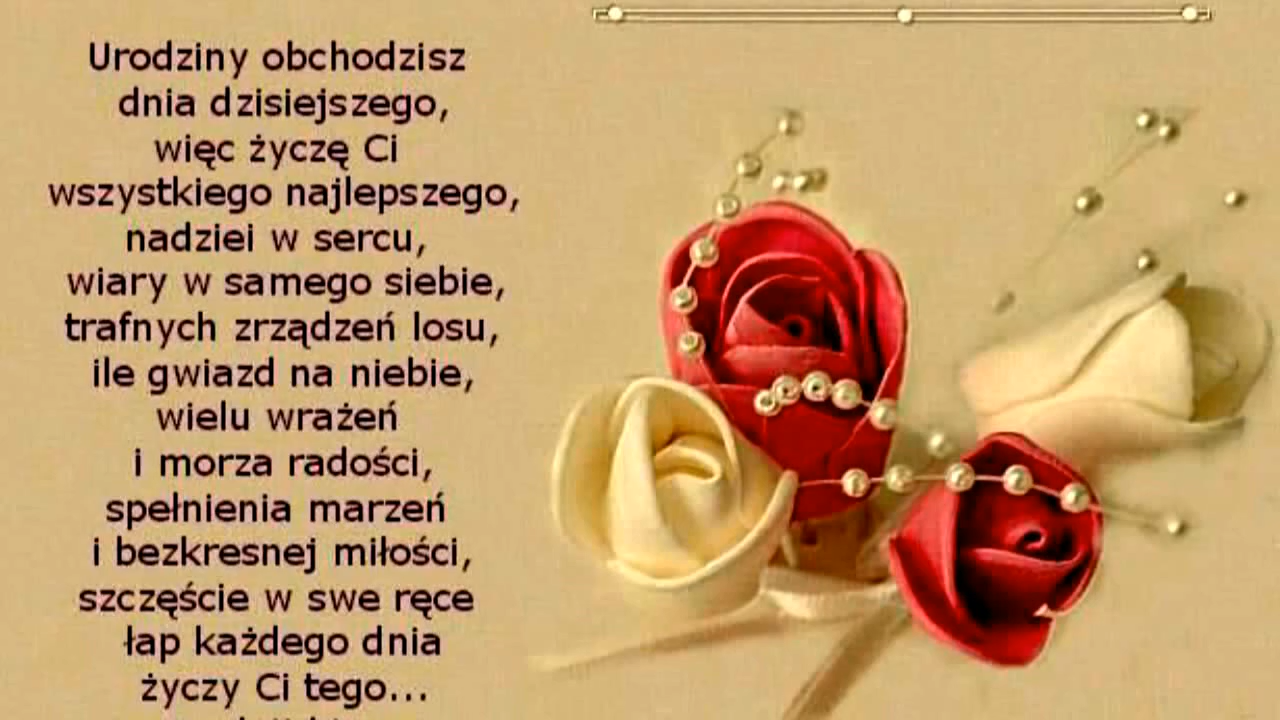 Urodziny obchodzisz
dnia dzisiejszego,
więc życzę Ci
wszystkiego najlepszego,
nadziei w sercu,
wiary w samego siebie,
trafnych zrządzeń losu,
ile gwiazd na niebie,
wielu wrażeń
i morza radości,
spełnienia marzeń
i bezkresnej miłości,
szczęście w swe ręce
łap każdego dnia
życzy Ci tego...